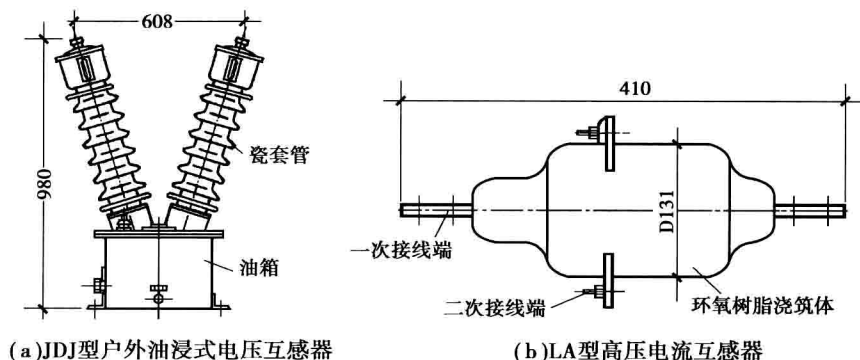 608
980
瓷套管
油箱
(a)JDJ型户外油浸式电压互感器
410
D131
一次接线端
二次接线端
环氧树脂浇筑体
(b)LA型高压电流互感器